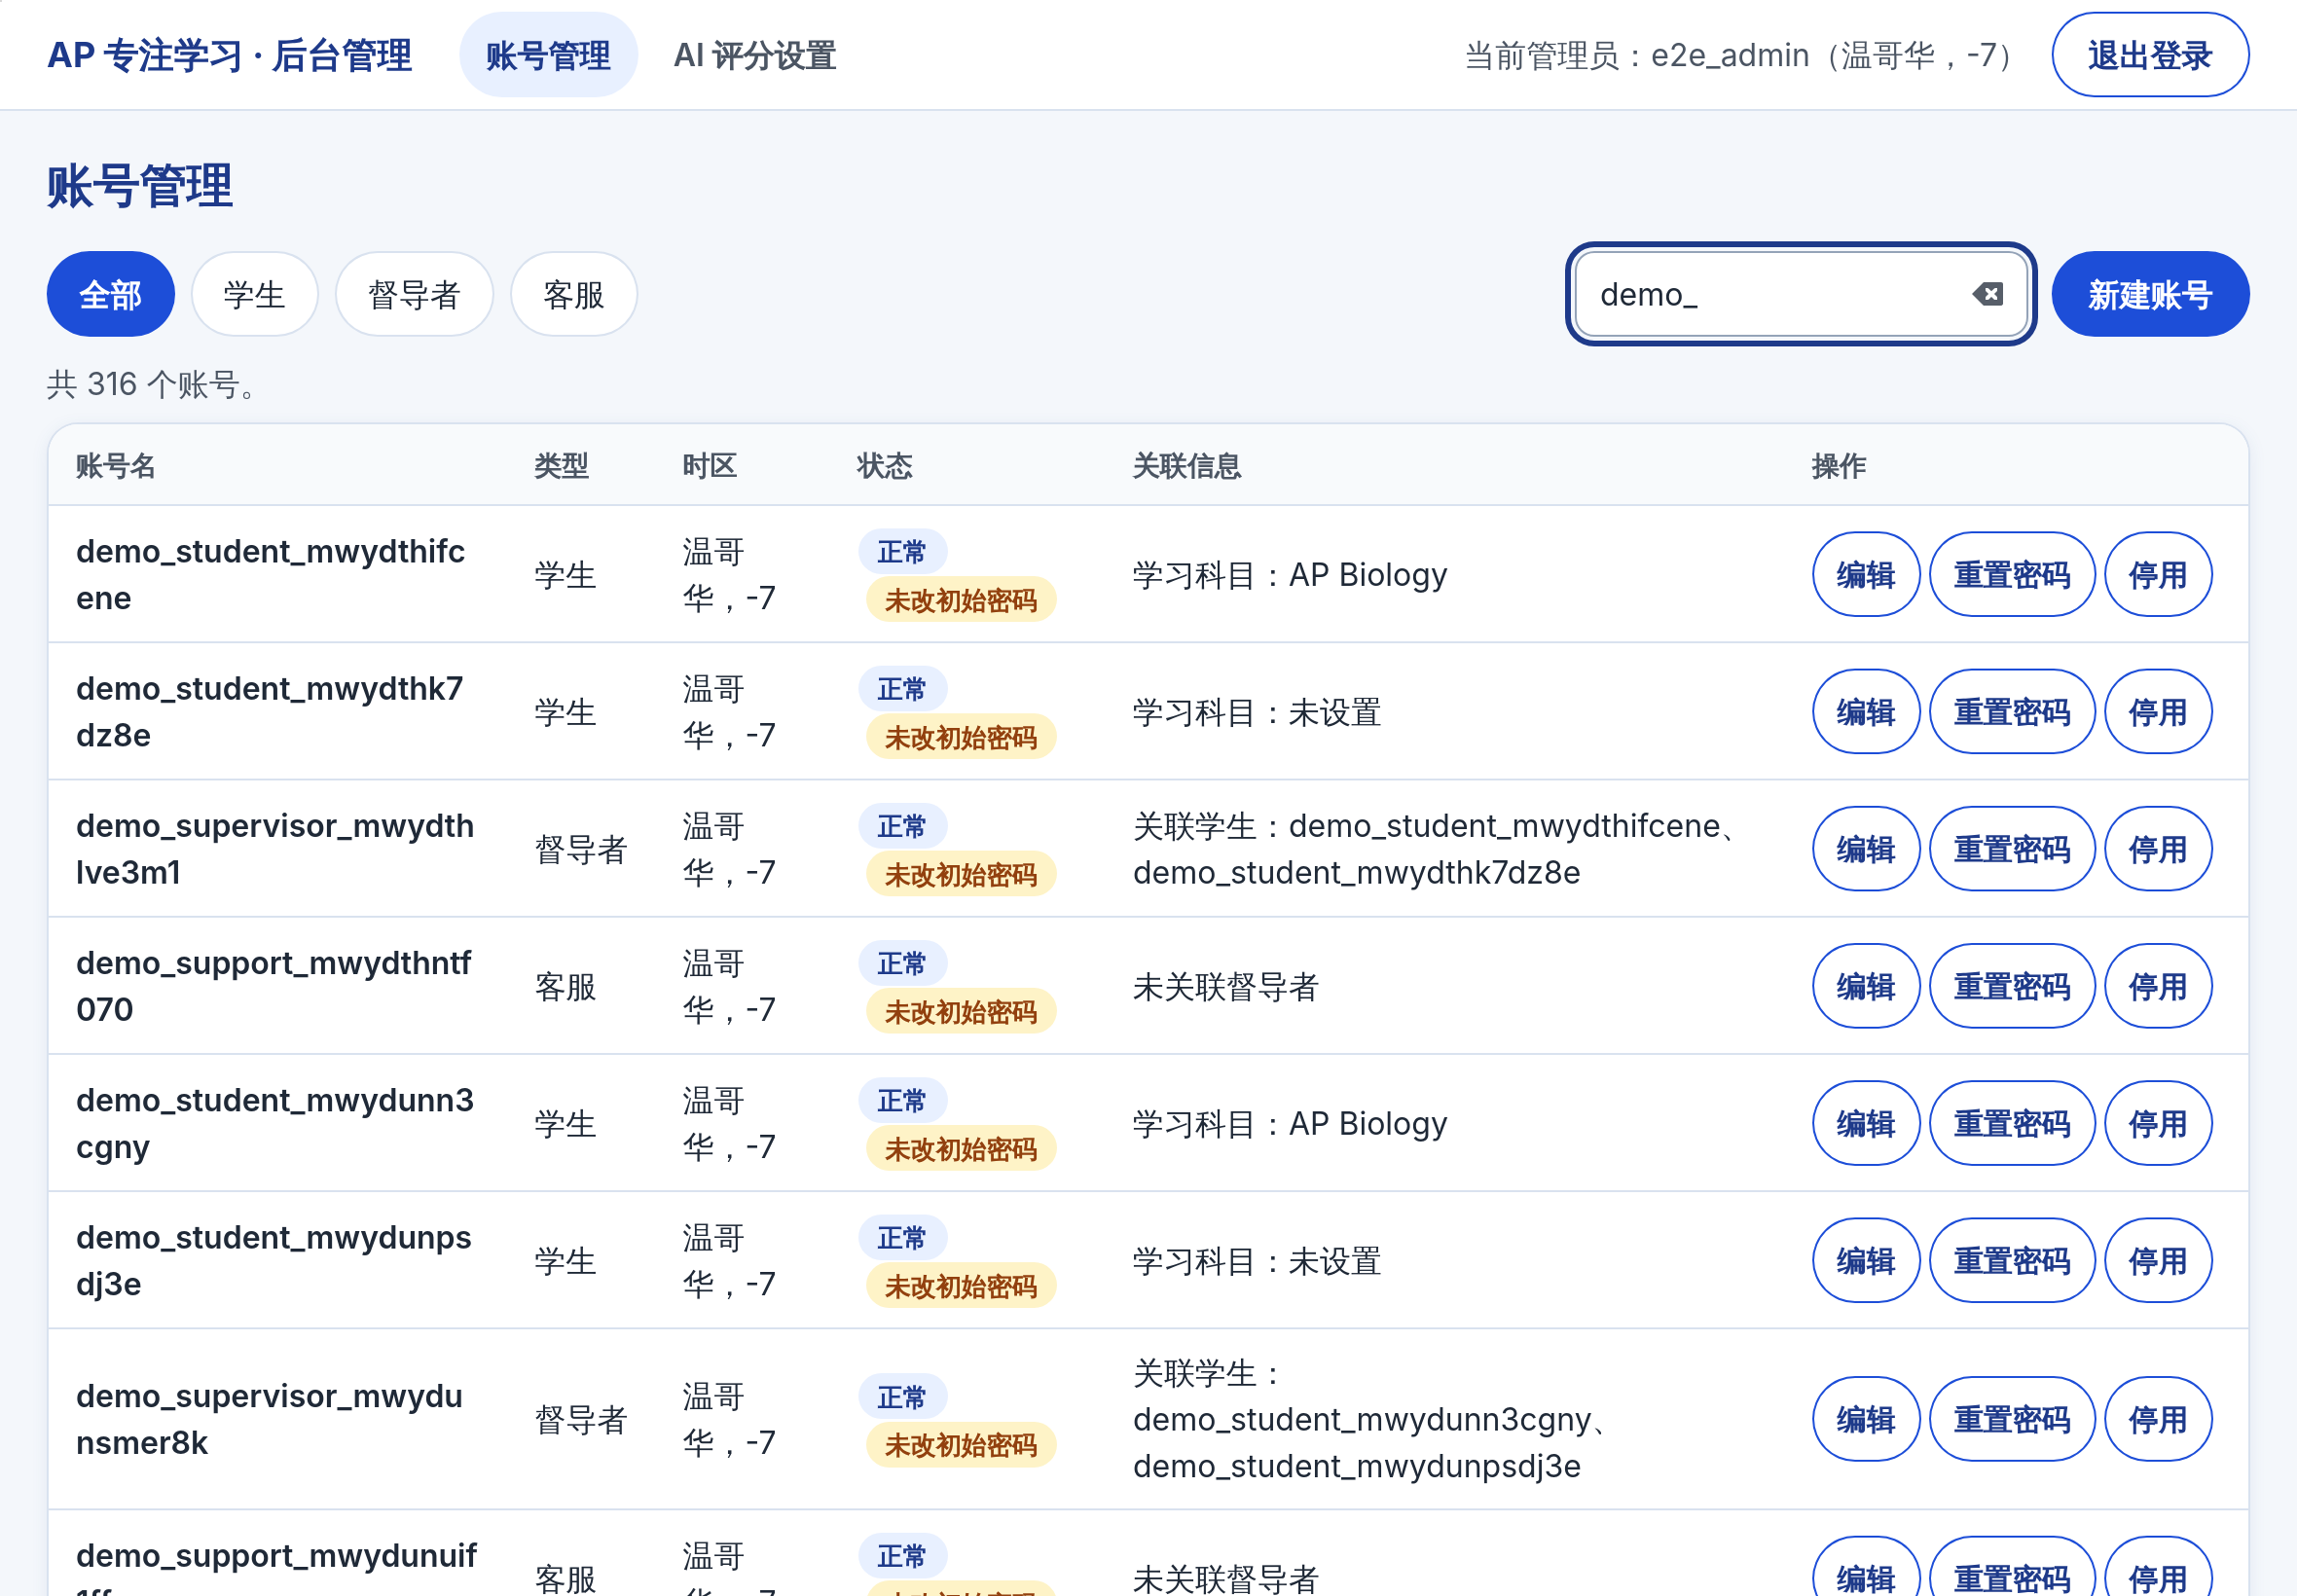 AP 专注学习 · 后台管理
账号管理
AI 评分设置
当前管理员：e2e_admin（温哥华，-7）
退出登录
账号管理
全部
学生
督导者
客服
demo_
新建账号
共 316 个账号。
账号名 类型 时区 状态 关联信息 操作
demo_student_mwydthifc
ene
学生
温哥
华，-7
正常
未改初始密码
学习科目：AP Biology
编辑 重置密码 停用
demo_student_mwydthk7
dz8e
学生
温哥
华，-7
正常
未改初始密码
学习科目：未设置
编辑 重置密码 停用
demo_supervisor_mwydth
lve3m1
督导者
温哥
华，-7
正常
未改初始密码
关联学生：demo_student_mwydthifcene、
demo_student_mwydthk7dz8e
编辑 重置密码 停用
demo_support_mwydthntf
070
客服
温哥
华，-7
正常
未改初始密码
未关联督导者
编辑 重置密码 停用
demo_student_mwydunn3
cgny
学生
温哥
华，-7
正常
未改初始密码
学习科目：AP Biology
编辑 重置密码 停用
demo_student_mwydunps
dj3e
学生
温哥
华，-7
正常
未改初始密码
学习科目：未设置
编辑 重置密码 停用
demo_supervisor_mwydu
nsmer8k
督导者
温哥
华，-7
正常
未改初始密码
关联学生：
demo_student_mwydunn3cgny、
demo_student_mwydunpsdj3e
编辑 重置密码 停用
demo_support_mwydunuif
客服
温哥
正常
未关联督导者
编辑 重置密码 停用